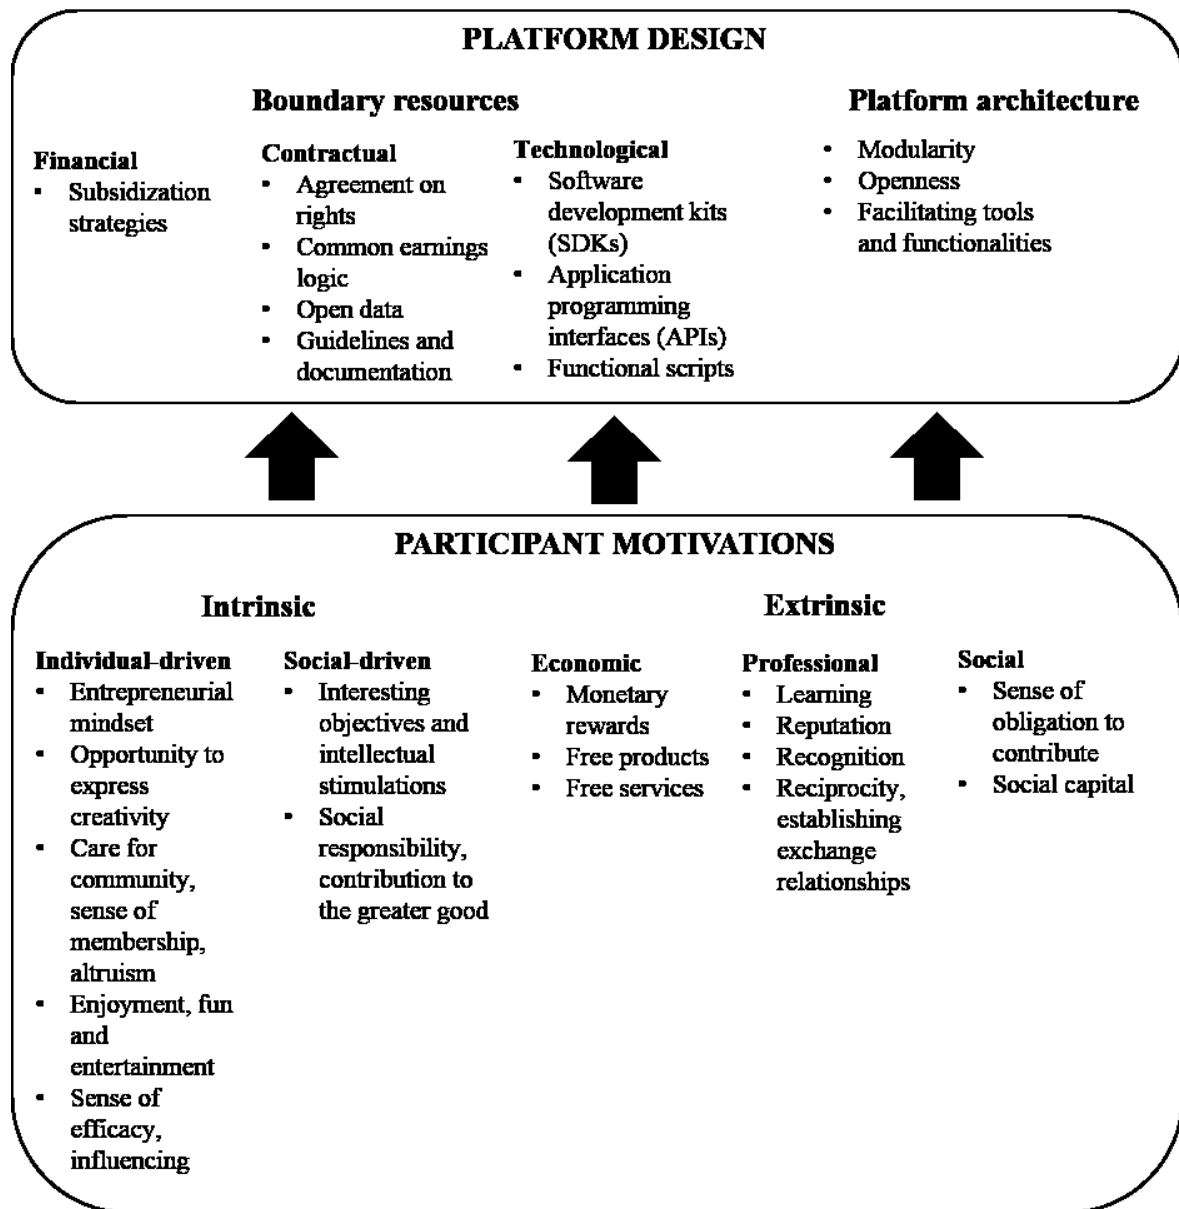 PLATFORM DESIGN
Boundary resources
Platform architecture
Financial
▪ Subsidization
strategies
Contractual
▪ Agreement on
rights
▪ Common earnings
logic
▪ Open data
▪ Guidelines and
documentation
Technological
▪ Software
development kits
(SDKs)
▪ Application
programming
interfaces (APIs)
▪ Functional scripts
▪ Modularity
▪ Openness
▪ Facilitating tools
and functionalities
PARTICIPANT MOTIVATIONS
Intrinsic
Extrinsic
Individual-driven
▪ Entrepreneurial
mindset
▪ Opportunity to
express
creativity
▪ Care for
community,
sense of
membership,
altruism
▪ Enjoyment, fun
and
entertainment
▪ Sense of
efficacy,
influencing
Social-driven
▪ Interesting
objectives and
intellectual
stimulations
▪ Social
responsibility,
contribution to
the greater good
Economic
▪ Monetary
rewards
▪ Free products
▪ Free services
Professional
▪ Learning
▪ Reputation
▪ Recognition
▪ Reciprocity,
establishing
exchange
relationships
Social
▪ Sense of
obligation to
contribute
▪ Social capital